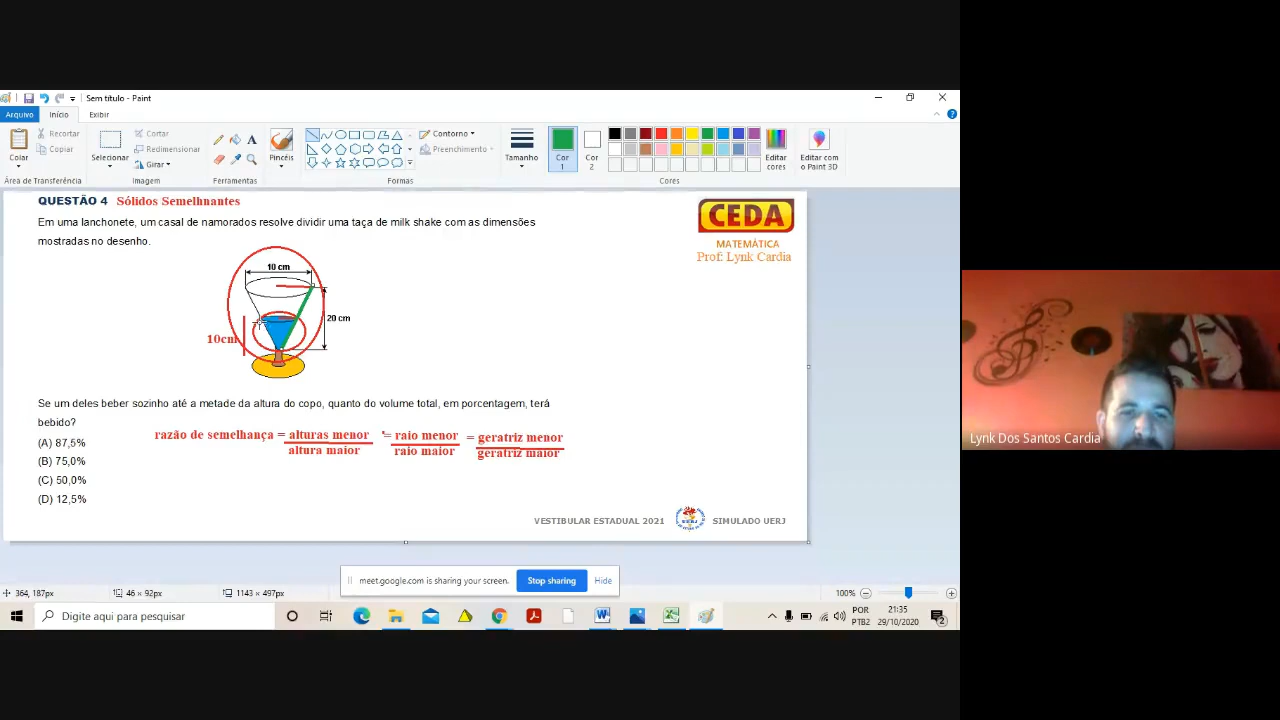 Sem título - Paint
Arquivo Início Exibir
Colar
Recortar
Copiar
Área de Transferência
Selecionar
Cortar
Redimensionar
Girar
Imagem
Ferramentas
Pincéis
Contorno
Preenchimento
Formas
Tamanho
Cor 1
Cor 2
Editar cores
Editar com o Paint 3D
Cores
QUESTÃO 4 Sólidos Semelhnantes
Em uma lanchonete, um casal de namorados resolve dividir uma taça de milk shake com as dimensões
mostradas no desenho.
CEDA
MATEMÁTICA
Prof: Lynk Cardia
10 cm
20 cm
10cm
Se um deles beber sozinho até a metade da altura do copo, quanto do volume total, em porcentagem, terá
bebido?
razão de semelhança = alturas menor = raio menor = geratriz menor
altura maior raio maior geratriz maior
(A) 87,5%
(B) 75,0%
(C) 50,0%
(D) 12,5%
VESTIBULAR ESTADUAL 2021 UERJ SIMULADO UERJ
meet.google.com is sharing your screen. Stop sharing Hide
364, 187px 46 × 92px 1143 × 497px 100%
Digite aqui para pesquisar
POR
PTB2
21:35
29/10/2020
2
Lynk Dos Santos Cardia